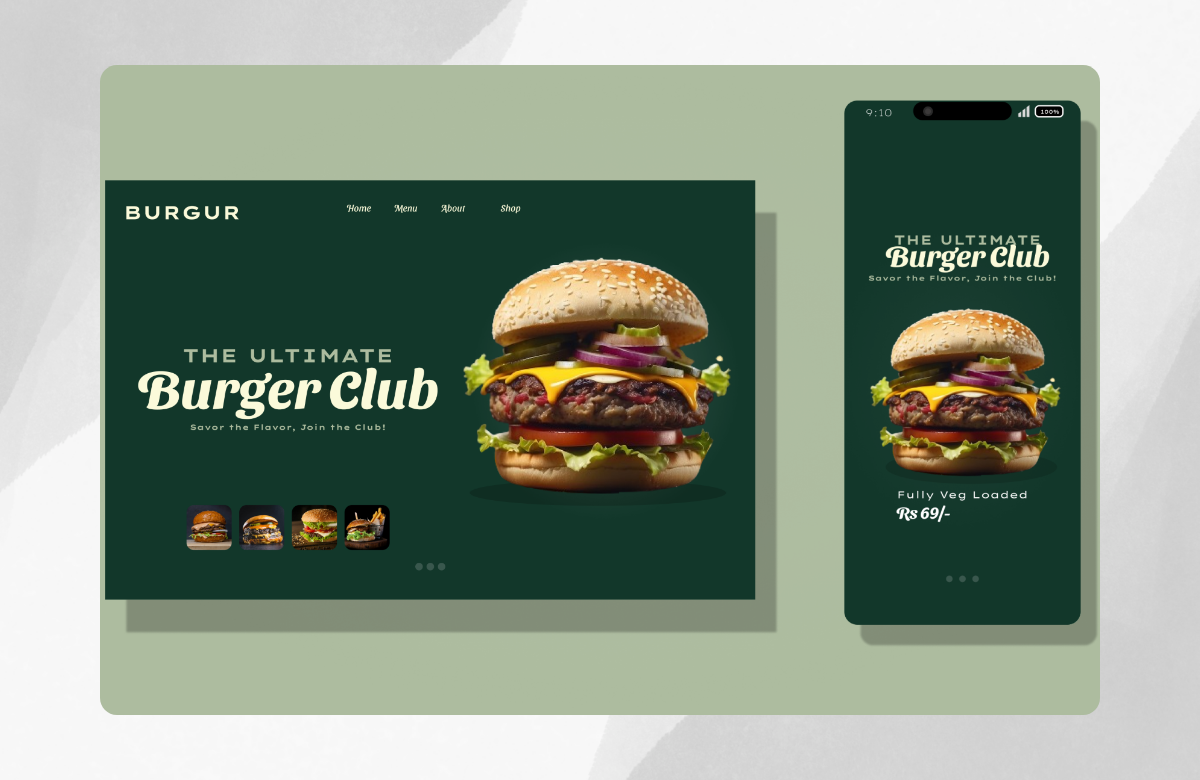 BURGUR
Home Menu About Shop
THE ULTIMATE
Burger Club
Savor the Flavor, Join the Club!
9:10 100%
THE ULTIMATE
Burger Club
Savor the Flavor, Join the Club!
Fully Veg Loaded
Rs 69/-